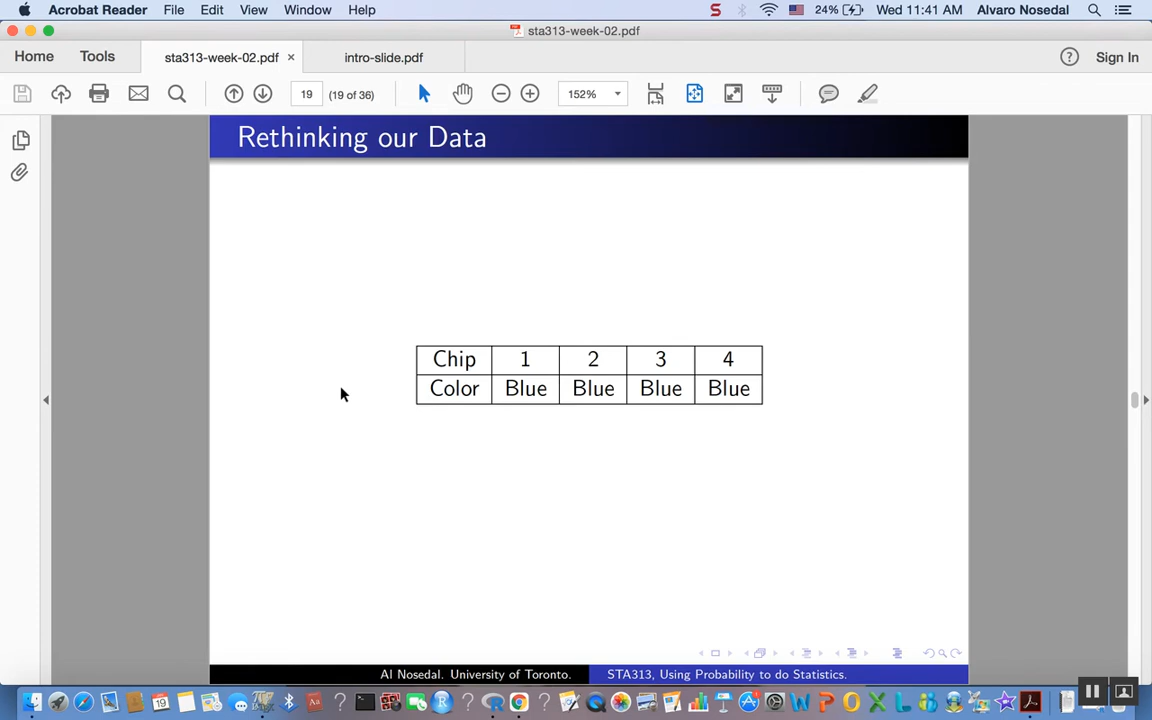 Acrobat Reader File Edit View Window Help S 24% Wed 11:41 AM Alvaro Nosedal
sta313-week-02.pdf
Home Tools sta313-week-02.pdf × intro-slide.pdf ? Sign In
19 (19 of 36) 152%
Rethinking our Data
Chip 1 2 3 4
Color Blue Blue Blue Blue
Al Nosedal. University of Toronto. STA313, Using Probability to do Statistics.